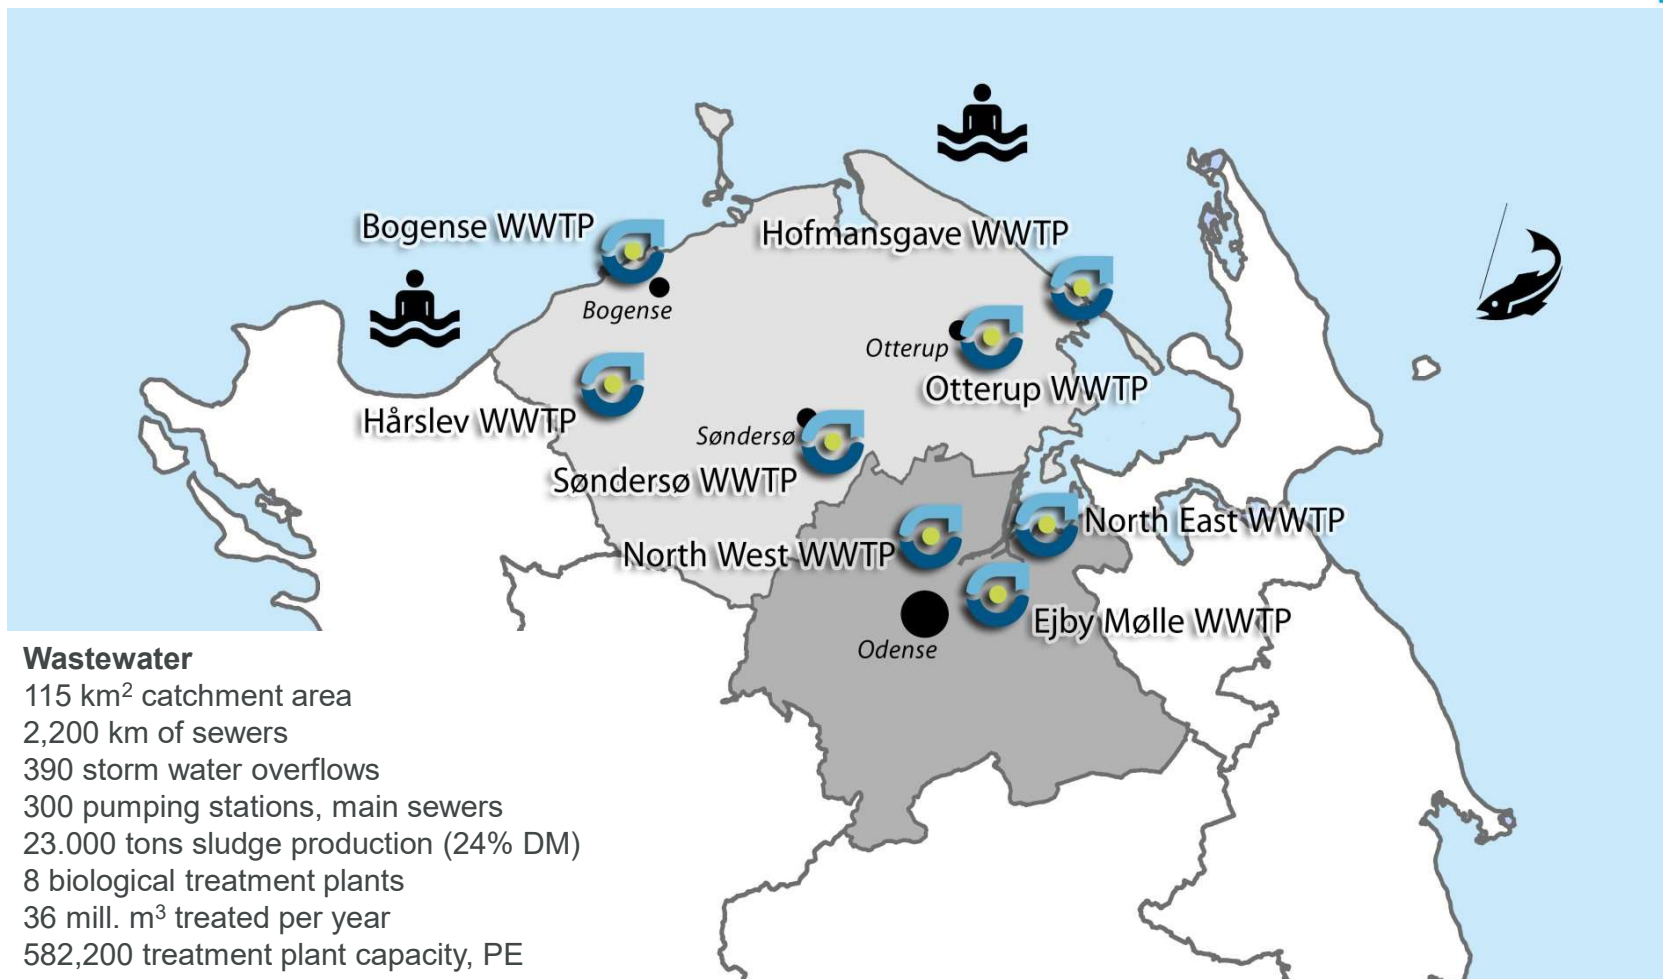 Bogense WWTP
Hofmansgave WWTP
Bogense
Otterup
Otterup WWTP
Hårslev WWTP
Søndersø
Søndersø WWTP
North East WWTP
North West WWTP
Ejby Mølle WWTP
Odense
Wastewater
115 km² catchment area
2,200 km of sewers
390 storm water overflows
300 pumping stations, main sewers
23.000 tons sludge production (24% DM)
8 biological treatment plants
36 mill. m³ treated per year
582,200 treatment plant capacity, PE